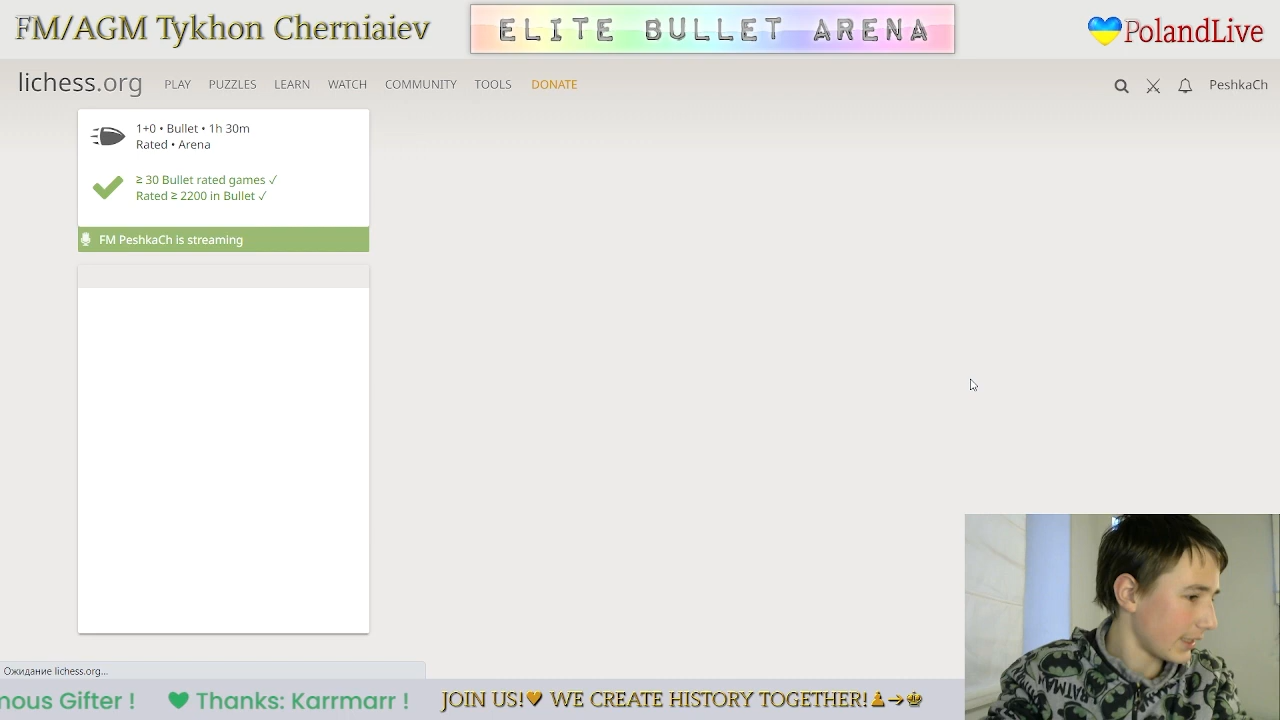 FM/AGM Tykhon Cherniaiev
ELITE BULLET ARENA
PolandLive
lichess.org PLAY PUZZLES LEARN WATCH COMMUNITY TOOLS DONATE PeshkaCh
1+0 • Bullet • 1h 30m
Rated • Arena
≥ 30 Bullet rated games ✓
Rated ≥ 2200 in Bullet ✓
FM PeshkaCh is streaming
BATMAN
Ожидание lichess.org...
mous Gifter ! 💚 Thanks: Karrmarr ! JOIN US!🧡 WE CREATE HISTORY TOGETHER!♟➔♚